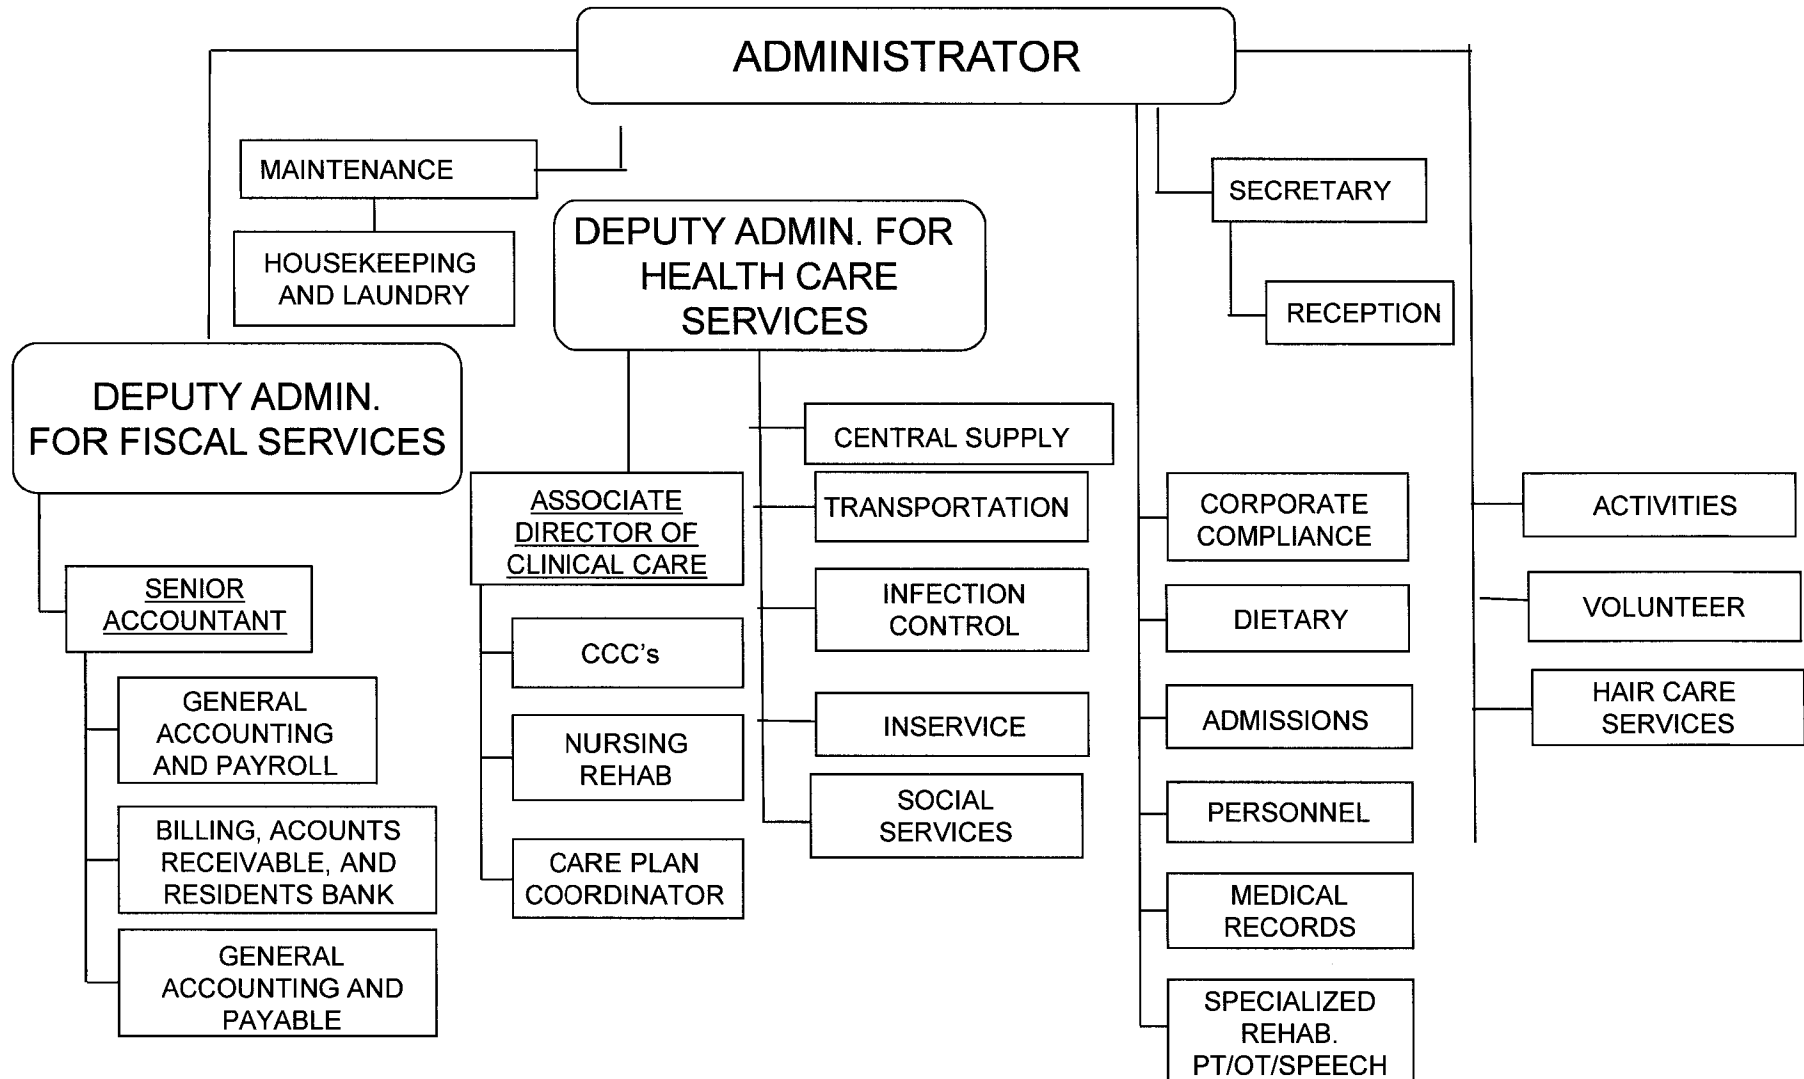 ADMINISTRATOR
MAINTENANCE
HOUSEKEEPING
AND LAUNDRY
DEPUTY ADMIN. FOR
HEALTH CARE
SERVICES
SECRETARY
RECEPTION
DEPUTY ADMIN.
FOR FISCAL SERVICES
SENIOR
ACCOUNTANT
GENERAL
ACCOUNTING
AND PAYROLL
BILLING, ACOUNTS
RECEIVABLE, AND
RESIDENTS BANK
GENERAL
ACCOUNTING AND
PAYABLE
ASSOCIATE
DIRECTOR OF
CLINICAL CARE
CCC's
NURSING
REHAB
CARE PLAN
COORDINATOR
CENTRAL SUPPLY
TRANSPORTATION
INFECTION
CONTROL
INSERVICE
SOCIAL
SERVICES
CORPORATE
COMPLIANCE
DIETARY
ADMISSIONS
PERSONNEL
MEDICAL
RECORDS
SPECIALIZED
REHAB.
PT/OT/SPEECH
ACTIVITIES
VOLUNTEER
HAIR CARE
SERVICES